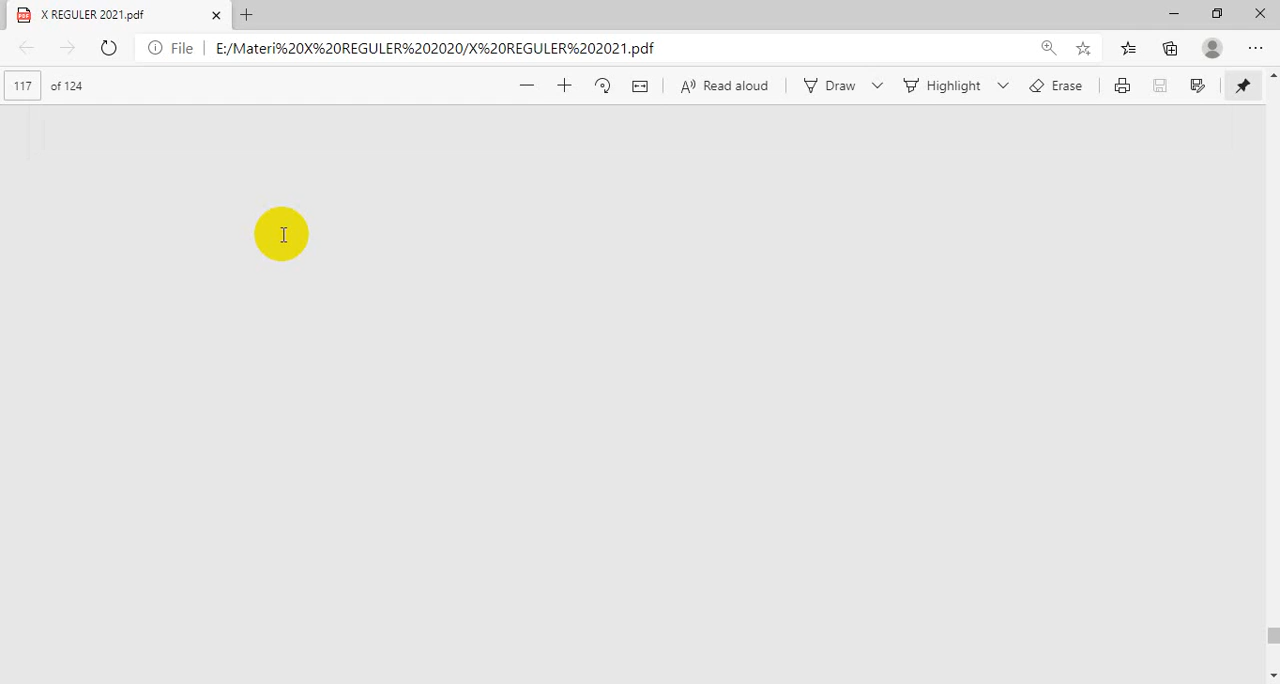 X REGULER 2021.pdf
File
E:/Materi%20X%20REGULER%202020/X%20REGULER%202021.pdf
117 of 124
Read aloud
Draw
Highlight
Erase